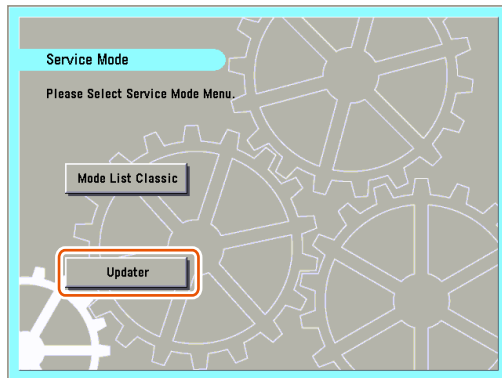 Service Mode
Please Select Service Mode Menu.
Mode List Classic
Updater